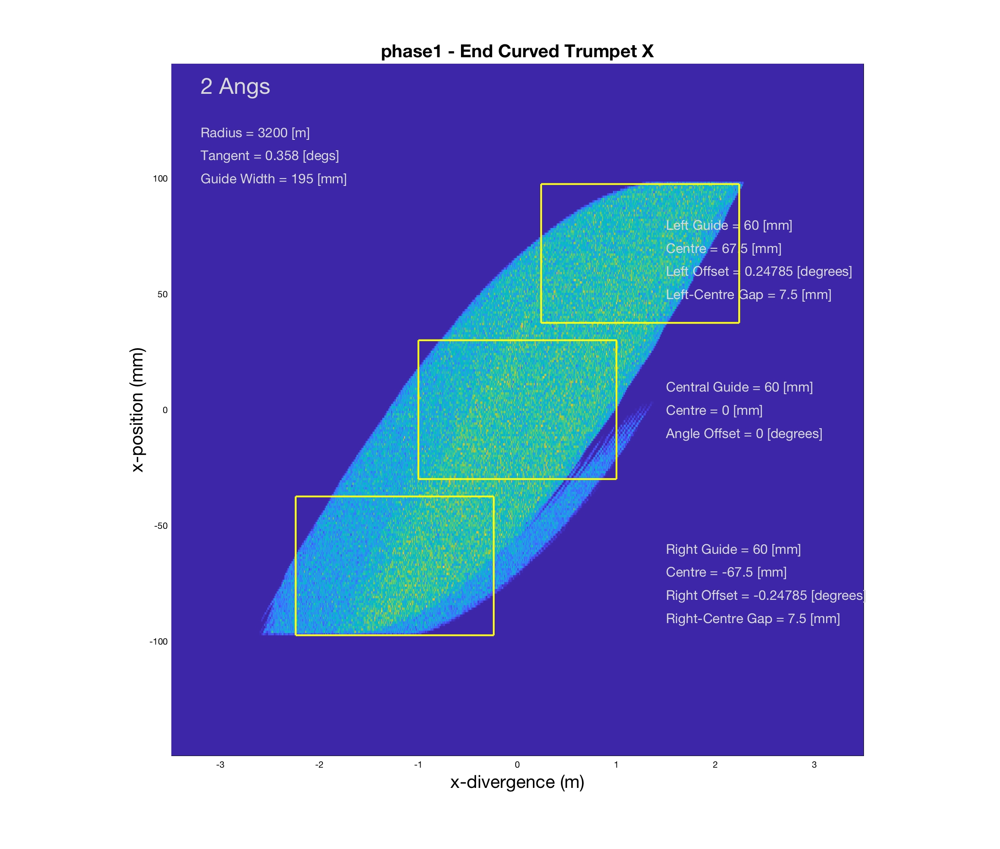 phase1 - End Curved Trumpet X
2 Angs
Radius = 3200 [m]
Tangent = 0.358 [degs]
Guide Width = 195 [mm]
Left Guide = 60 [mm]
Centre = 67.5 [mm]
Left Offset = 0.24785 [degrees]
Left-Centre Gap = 7.5 [mm]
Central Guide = 60 [mm]
Centre = 0 [mm]
Angle Offset = 0 [degrees]
Right Guide = 60 [mm]
Centre = -67.5 [mm]
Right Offset = -0.24785 [degrees]
Right-Centre Gap = 7.5 [mm]
x-position (mm)
100
50
0
-50
-100
-3 -2 -1 0 1 2 3
x-divergence (m)